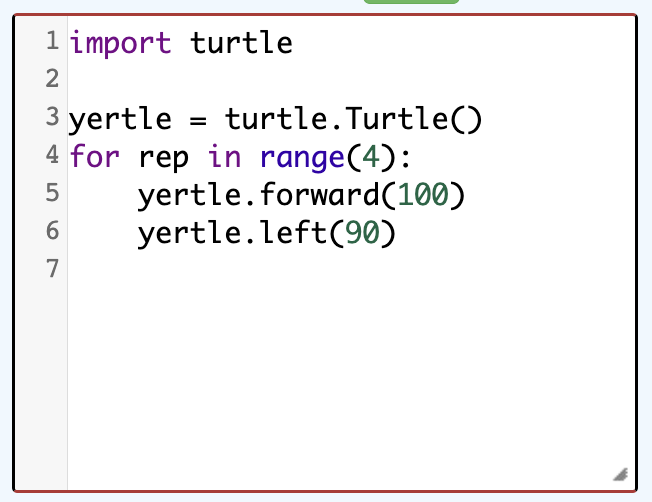 1 import turtle
2
3 yertle = turtle.Turtle()
4 for rep in range(4):
5     yertle.forward(100)
6     yertle.left(90)
7